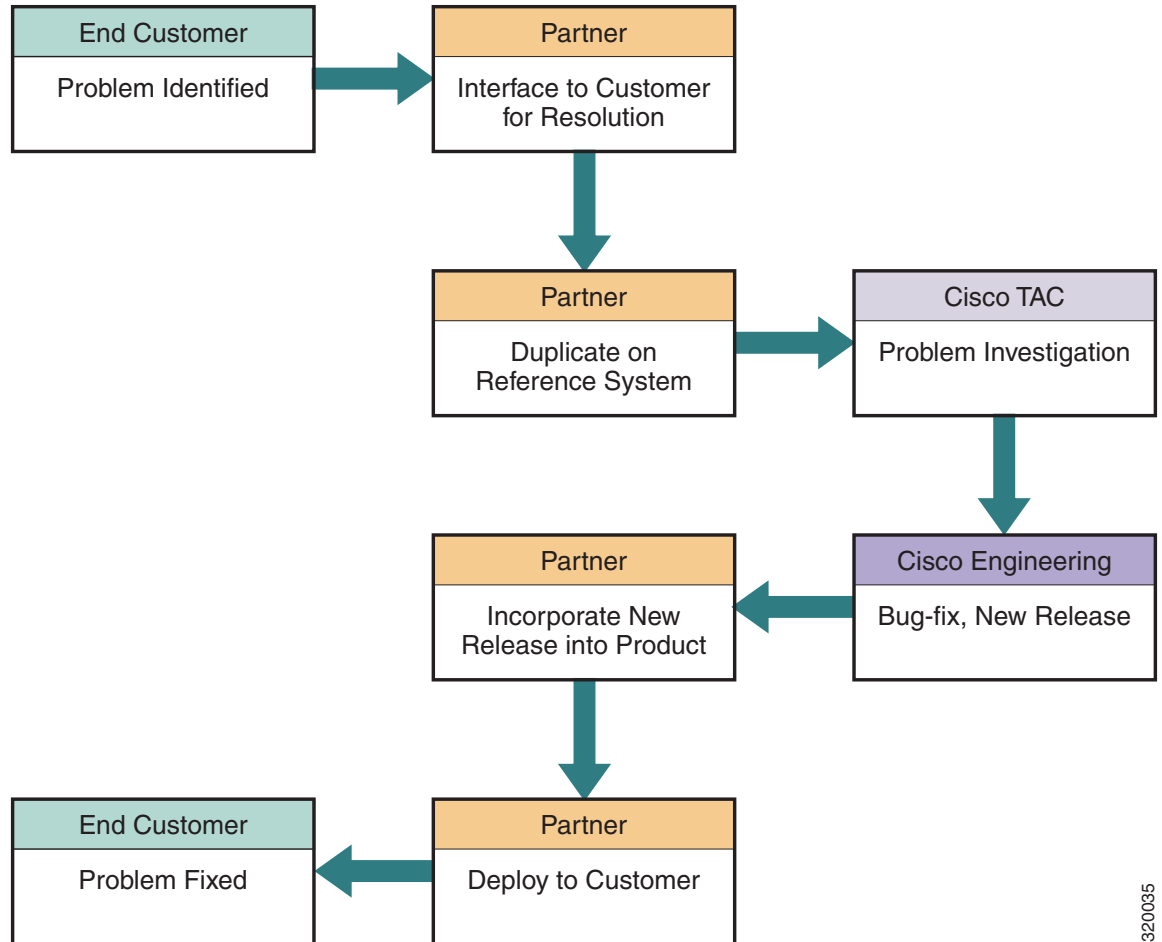 End Customer
Problem Identified
Partner
Interface to Customer
for Resolution
Partner
Duplicate on
Reference System
Cisco TAC
Problem Investigation
Partner
Incorporate New
Release into Product
Cisco Engineering
Bug-fix, New Release
End Customer
Problem Fixed
Partner
Deploy to Customer
320035